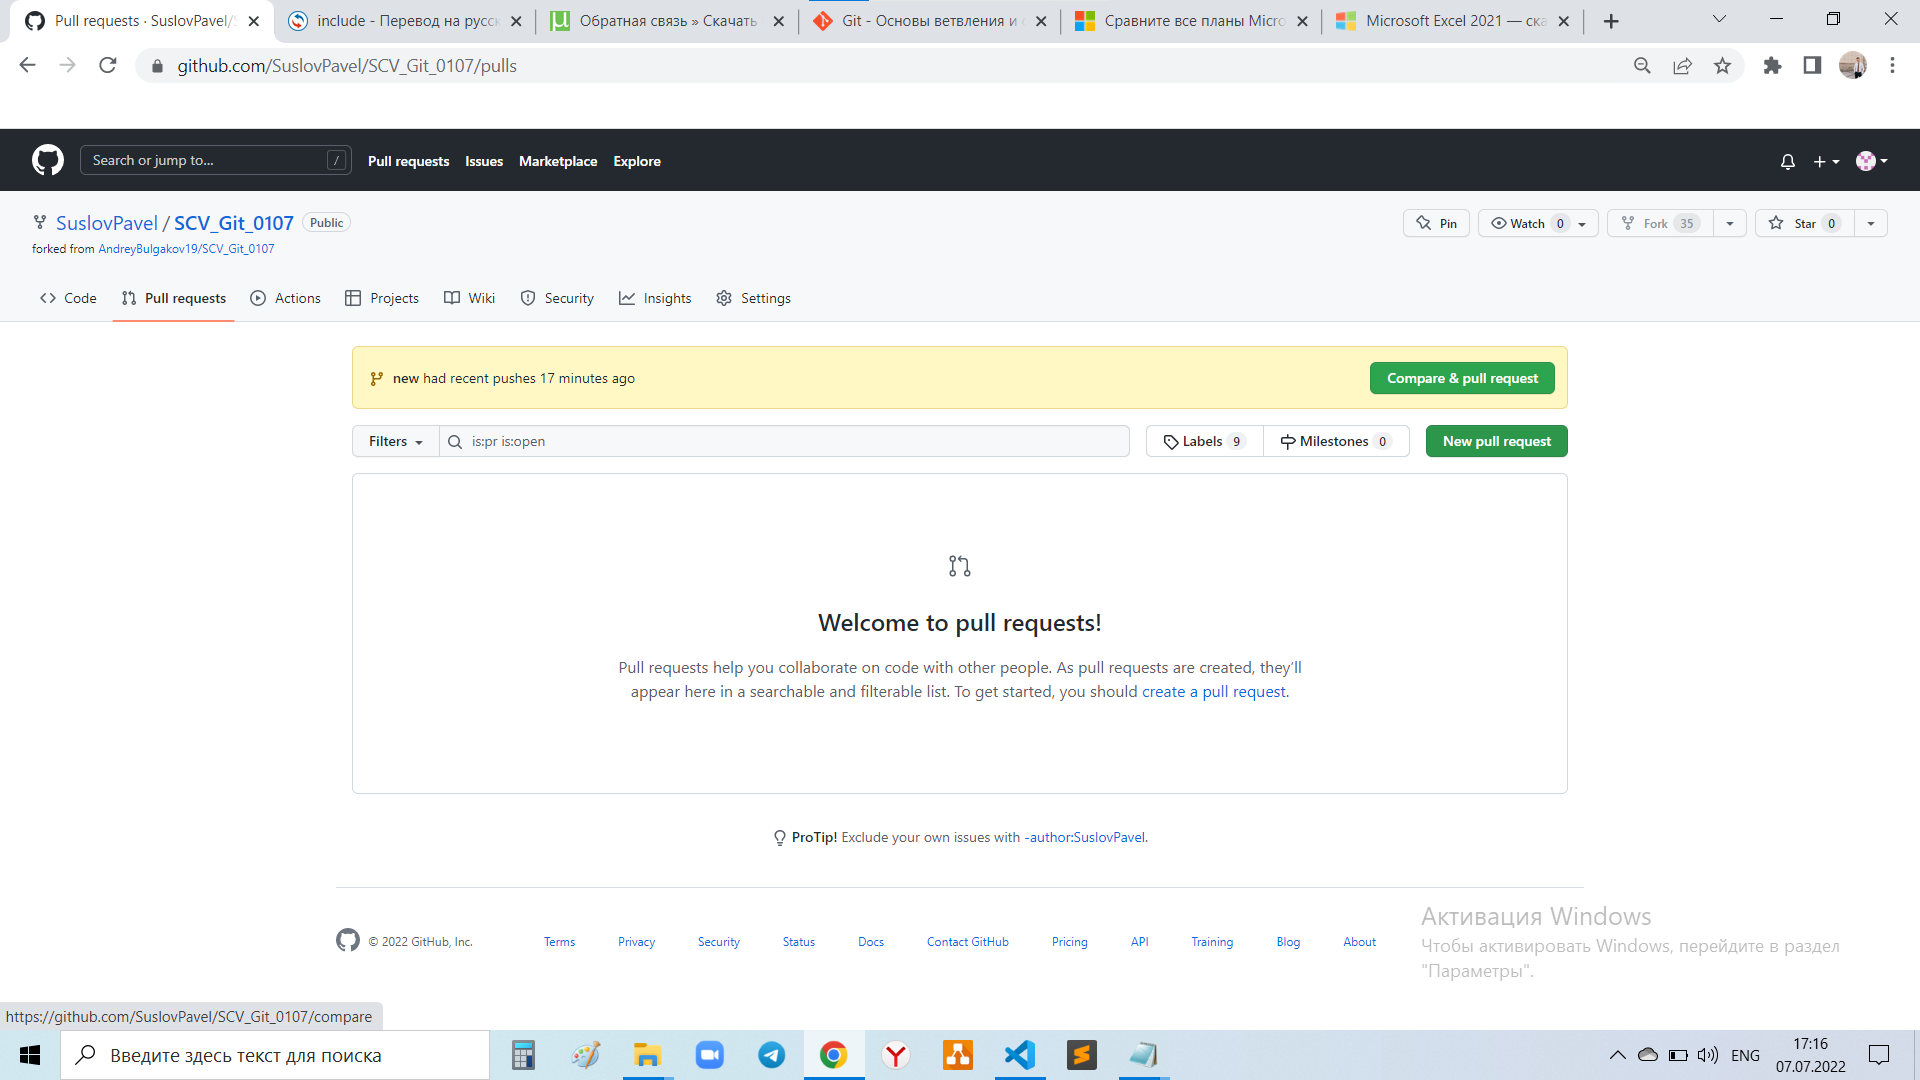 Pull requests · SuslovPavel/S
include - Перевод на русск
Обратная связь » Скачать
Git - Основы ветвления и с
Сравните все планы Micro
Microsoft Excel 2021 — ска
github.com/SuslovPavel/SCV_Git_0107/pulls
Search or jump to... /
Pull requests Issues Marketplace Explore
SuslovPavel / SCV_Git_0107 Public
Pin Watch 0 Fork 35 Star 0
forked from AndreyBulgakov19/SCV_Git_0107
Code Pull requests Actions Projects Wiki Security Insights Settings
new had recent pushes 17 minutes ago Compare & pull request
Filters is:pr is:open Labels 9 Milestones 0 New pull request
Welcome to pull requests!
Pull requests help you collaborate on code with other people. As pull requests are created, they’ll
appear here in a searchable and filterable list. To get started, you should create a pull request.
ProTip! Exclude your own issues with -author:SuslovPavel.
© 2022 GitHub, Inc. Terms Privacy Security Status Docs Contact GitHub Pricing API Training Blog About
Активация Windows
Чтобы активировать Windows, перейдите в раздел
"Параметры".
https://github.com/SuslovPavel/SCV_Git_0107/compare
Введите здесь текст для поиска
ENG
17:16
07.07.2022